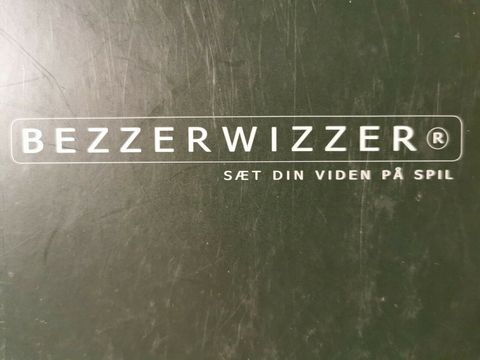 BEZZERWIZZER®
SÆT DIN VIDEN PÅ SPIL